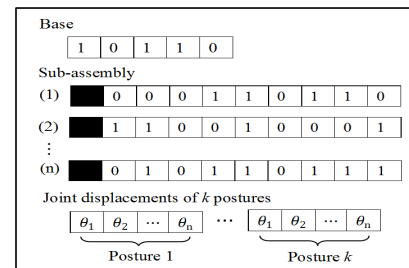 Base
1 0 1 1 0
Sub-assembly
(1) 0 0 0 1 1 0 1 1 0
(2) 1 1 0 0 1 0 0 0 1
⋮
(n) 0 1 0 1 1 0 1 1 1
Joint displacements of k postures
θ₁ θ₂ ⋯ θₙ ⋯ θ₁ θ₂ ⋯ θₙ
Posture 1 Posture k